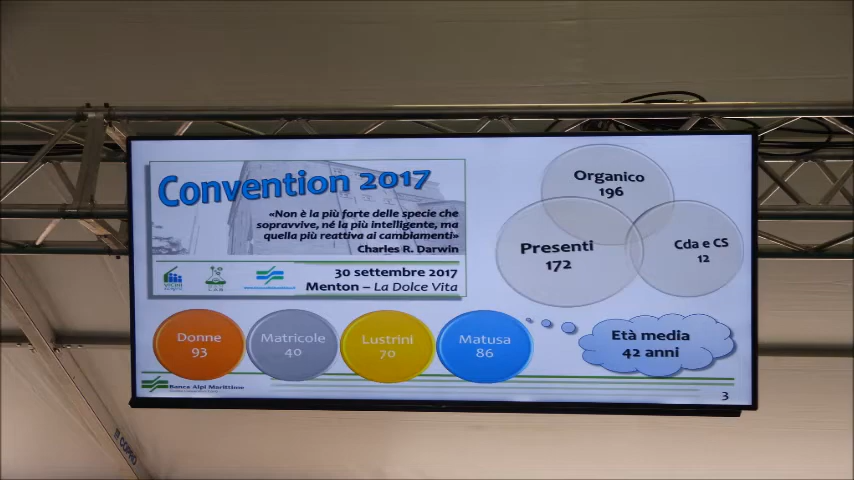 Convention 2017
«Non è la più forte delle specie che
sopravvive, né la più intelligente, ma
quella più reattiva ai cambiamenti»
Charles R. Darwin
30 settembre 2017
Menton – La Dolce Vita
Organico
196
Presenti
172
Cda e CS
12
Donne
93
Matricole
40
Lustrini
70
Matusa
86
Età media
42 anni
Banca Alpi Marittime
3